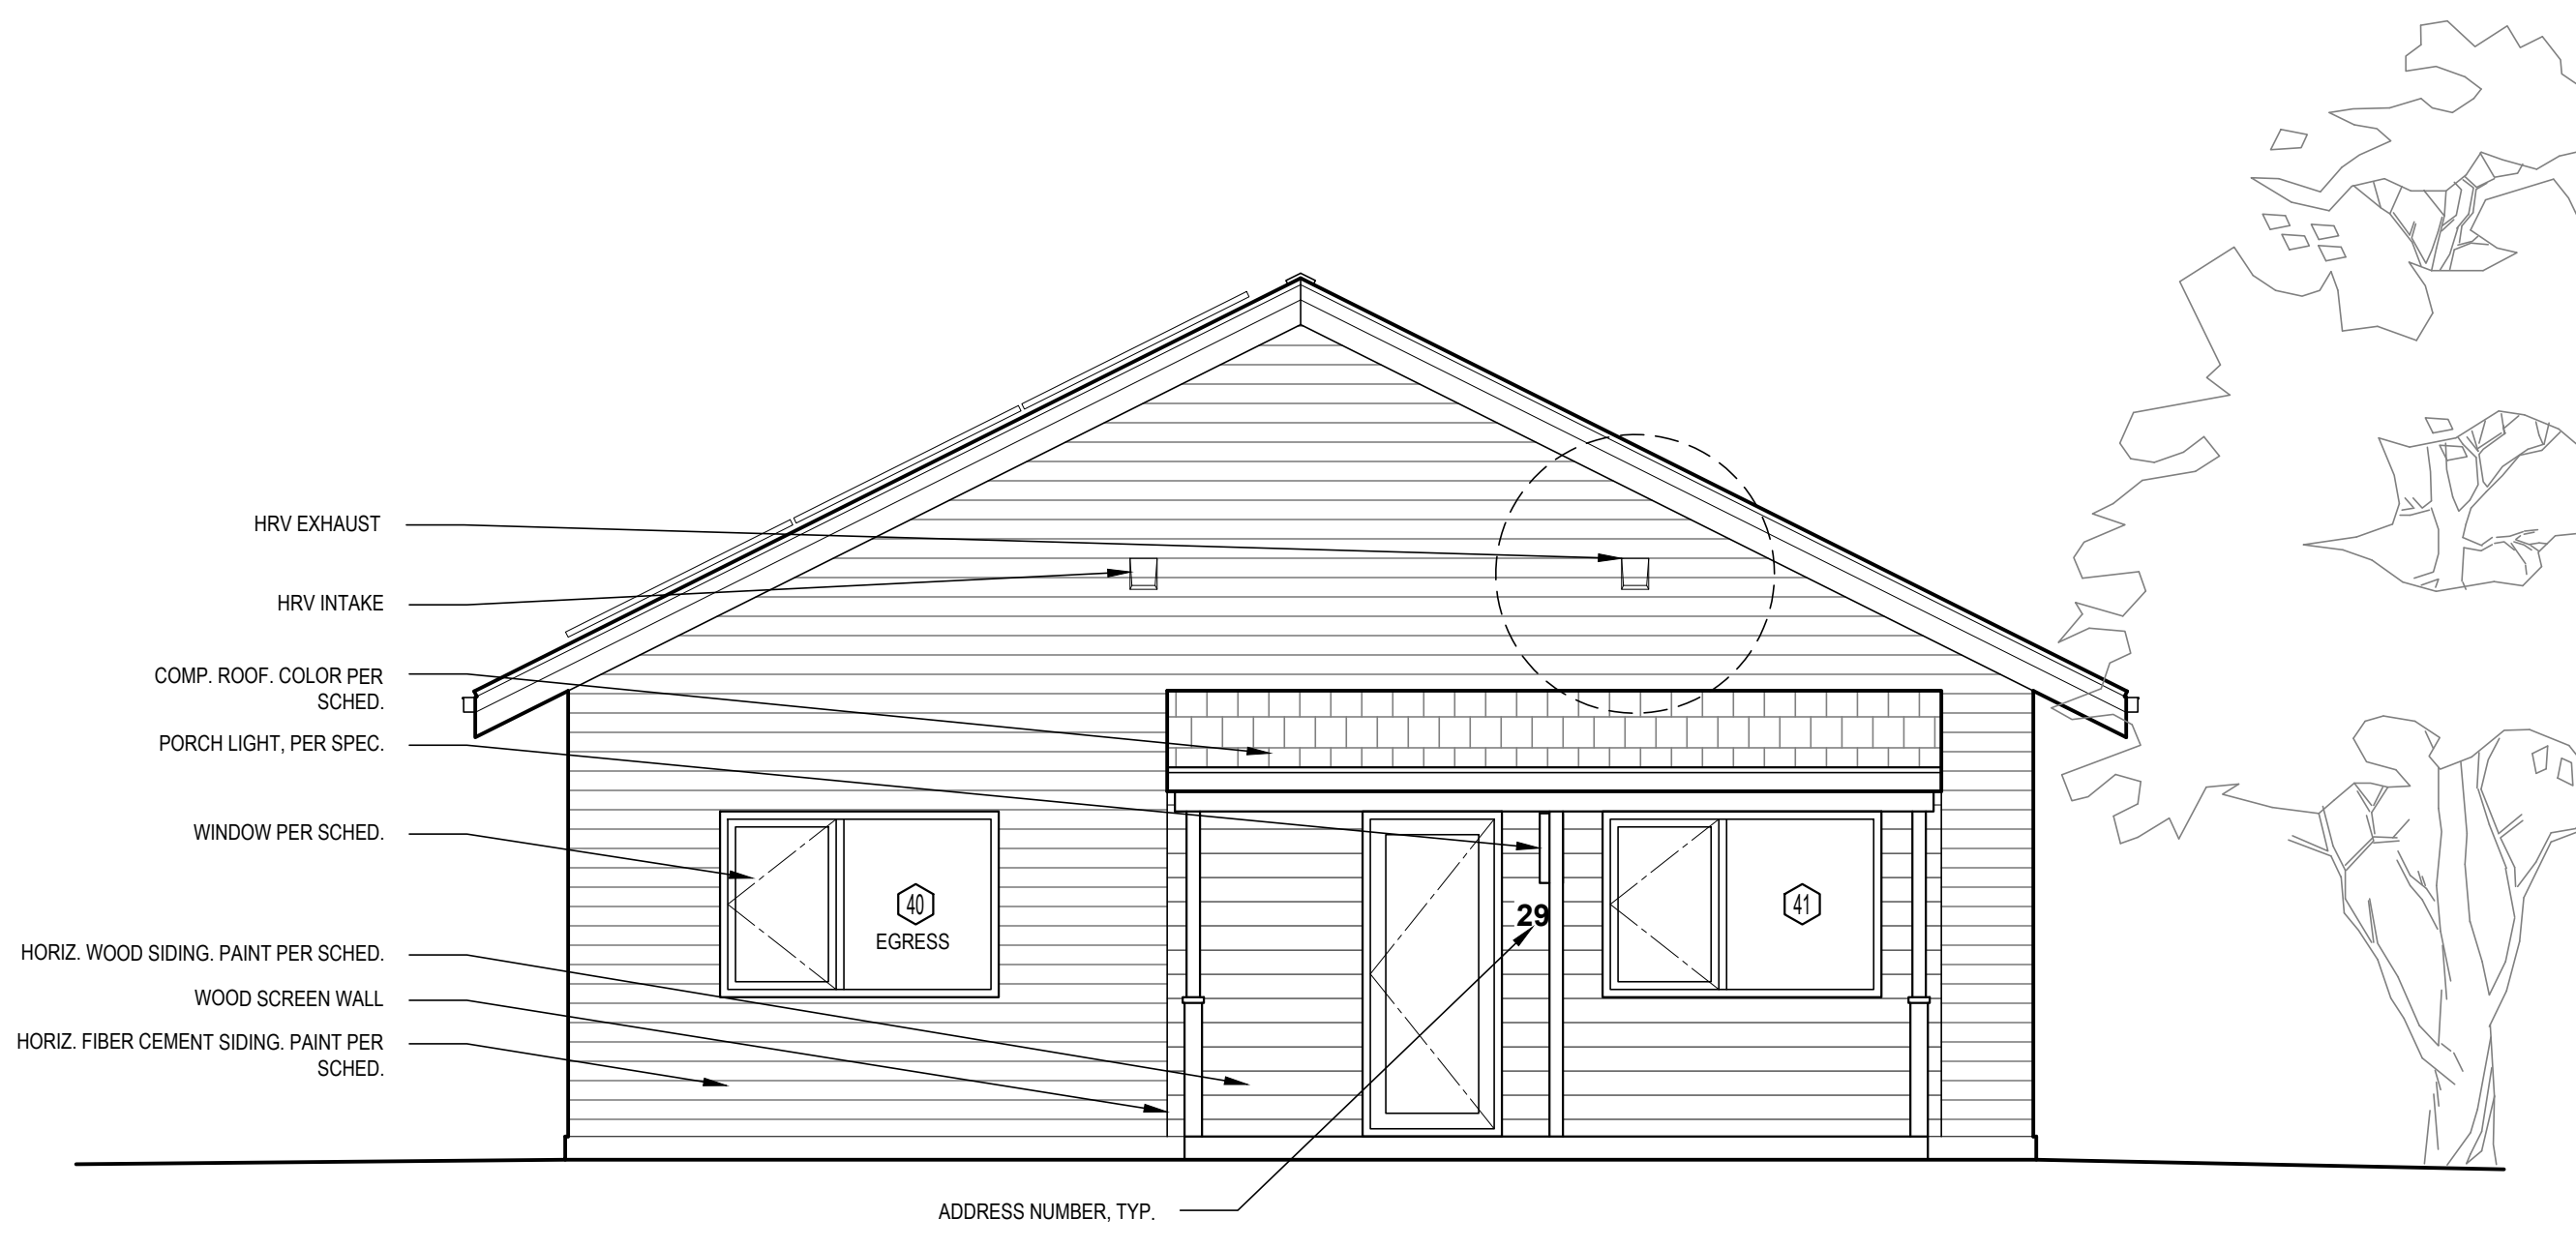 HRV EXHAUST
HRV INTAKE
COMP. ROOF. COLOR PER
SCHED.
PORCH LIGHT, PER SPEC.
WINDOW PER SCHED.
40
EGRESS
41
29
HORIZ. WOOD SIDING. PAINT PER SCHED.
WOOD SCREEN WALL
HORIZ. FIBER CEMENT SIDING. PAINT PER
SCHED.
ADDRESS NUMBER, TYP.